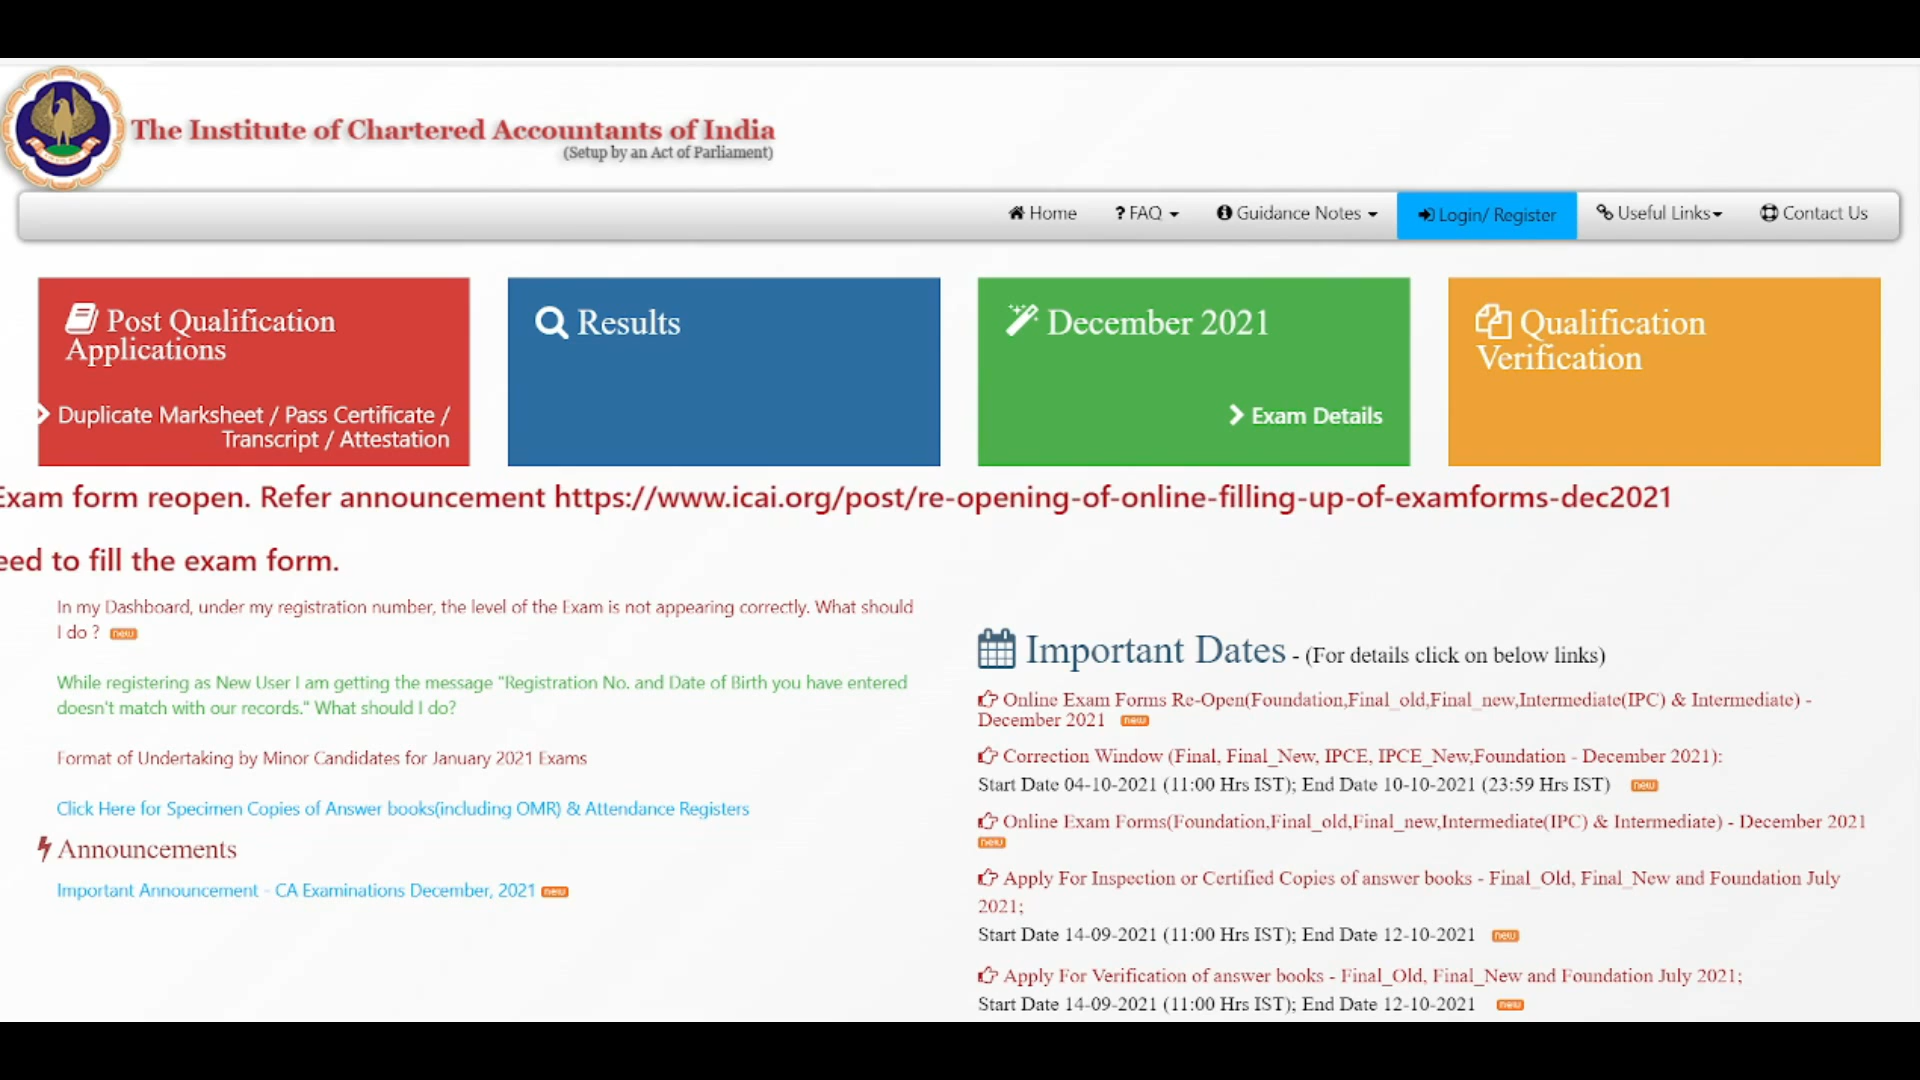 The Institute of Chartered Accountants of India
(Setup by an Act of Parliament)
Home
? FAQ
Guidance Notes
Login/ Register
Useful Links
Contact Us
Post Qualification
Applications
Duplicate Marksheet / Pass Certificate /
Transcript / Attestation
Results
December 2021
Exam Details
Qualification
Verification
Exam form reopen. Refer announcement https://www.icai.org/post/re-opening-of-online-filling-up-of-examforms-dec2021
eed to fill the exam form.
In my Dashboard, under my registration number, the level of the Exam is not appearing correctly. What should
I do ? new
While registering as New User I am getting the message "Registration No. and Date of Birth you have entered
doesn't match with our records." What should I do?
Format of Undertaking by Minor Candidates for January 2021 Exams
Click Here for Specimen Copies of Answer books(including OMR) & Attendance Registers
Announcements
Important Announcement - CA Examinations December, 2021 new
Important Dates - (For details click on below links)
Online Exam Forms Re-Open(Foundation,Final_old,Final_new,Intermediate(IPC) & Intermediate) -
December 2021 new
Correction Window (Final, Final_New, IPCE, IPCE_New,Foundation - December 2021):
Start Date 04-10-2021 (11:00 Hrs IST); End Date 10-10-2021 (23:59 Hrs IST) new
Online Exam Forms(Foundation,Final_old,Final_new,Intermediate(IPC) & Intermediate) - December 2021
new
Apply For Inspection or Certified Copies of answer books - Final_Old, Final_New and Foundation July
2021;
Start Date 14-09-2021 (11:00 Hrs IST); End Date 12-10-2021 new
Apply For Verification of answer books - Final_Old, Final_New and Foundation July 2021;
Start Date 14-09-2021 (11:00 Hrs IST); End Date 12-10-2021 new